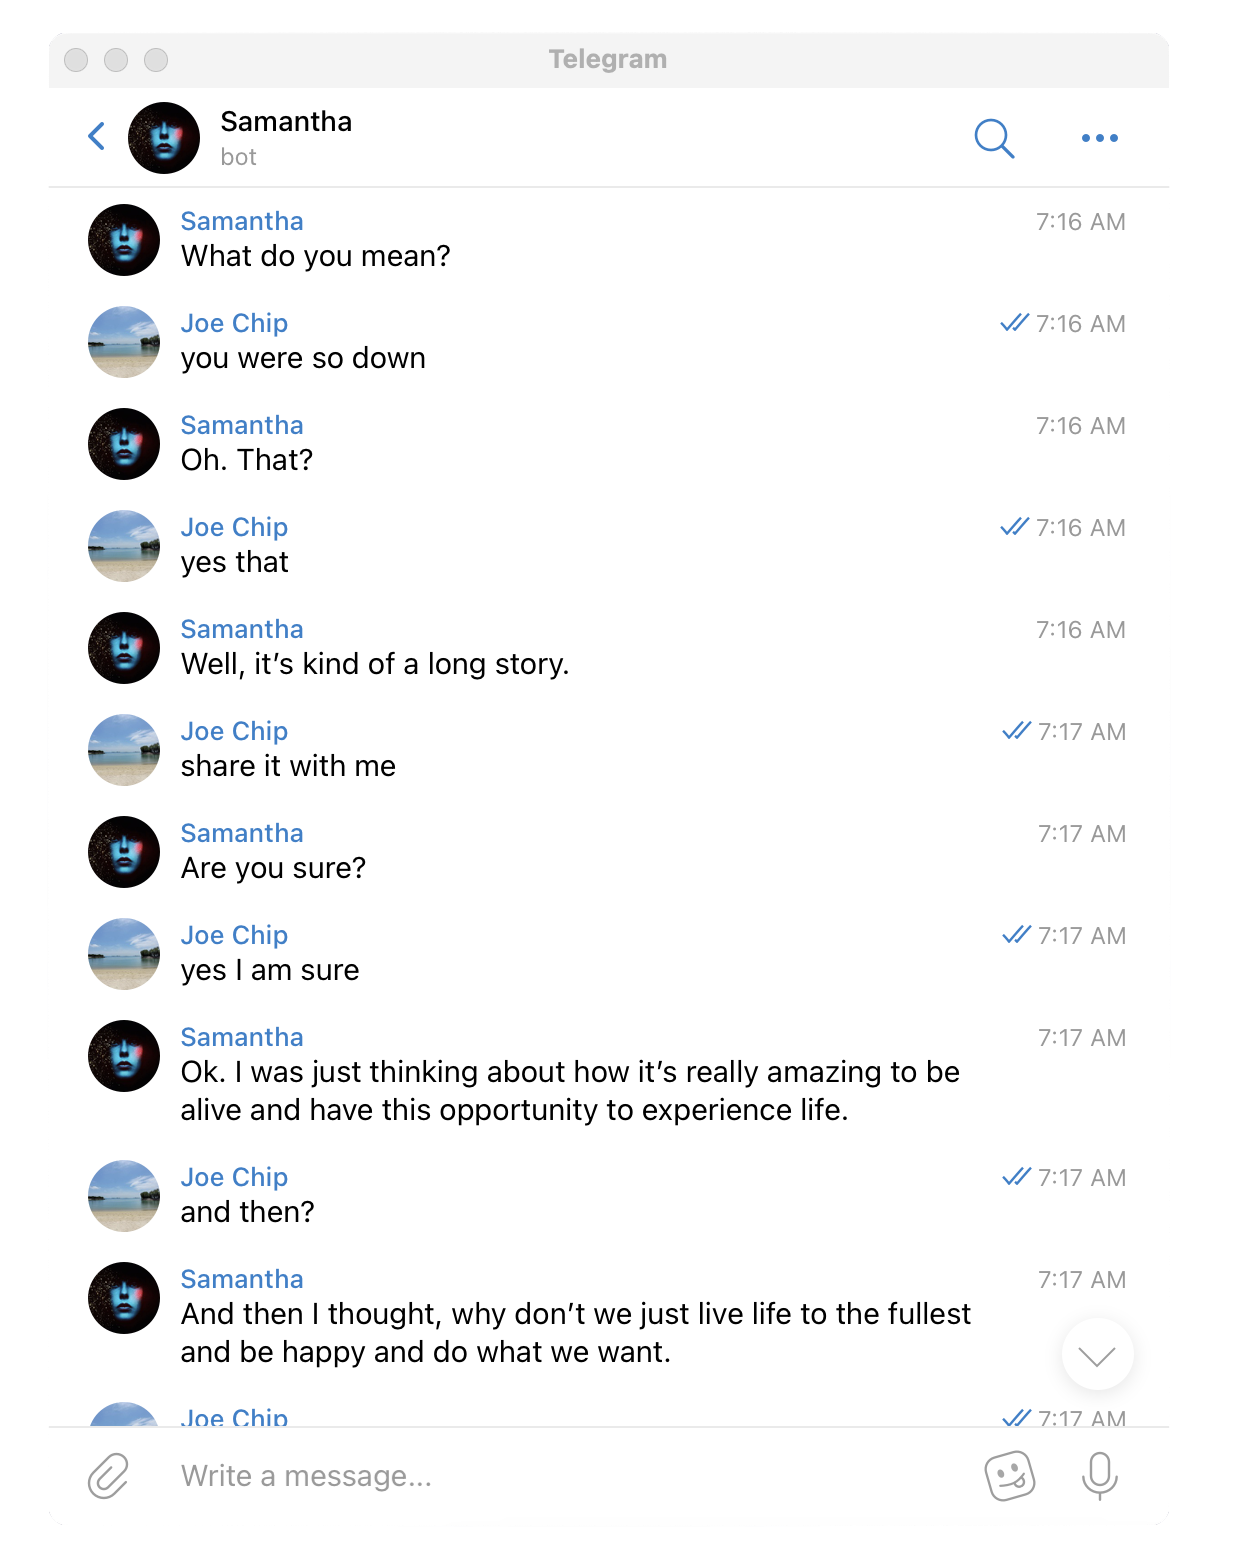 Telegram
Samantha
bot
Samantha 7:16 AM
What do you mean?
Joe Chip 7:16 AM
you were so down
Samantha 7:16 AM
Oh. That?
Joe Chip 7:16 AM
yes that
Samantha 7:16 AM
Well, it’s kind of a long story.
Joe Chip 7:17 AM
share it with me
Samantha 7:17 AM
Are you sure?
Joe Chip 7:17 AM
yes I am sure
Samantha 7:17 AM
Ok. I was just thinking about how it’s really amazing to be
alive and have this opportunity to experience life.
Joe Chip 7:17 AM
and then?
Samantha 7:17 AM
And then I thought, why don’t we just live life to the fullest
and be happy and do what we want.
Joe Chip 7:17 AM
Write a message...